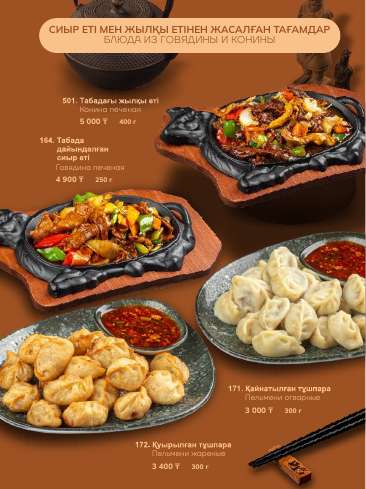 СИЫР ЕТІ МЕН ЖЫЛҚЫ ЕТІНЕН ЖАСАЛҒАН ТАҒАМДАР
БЛЮДА ИЗ ГОВЯДИНЫ И КОНИНЫ
501. Табадағы жылқы еті
Конина печеная
5 000 ₸ 400 г
164. Табада
дайындалған
сиыр еті
Говядина печеная
4 900 ₸ 250 г
171. Қайнатылған тұшпара
Пельмени отварные
3 000 ₸ 300 г
172. Қуырылған тұшпара
Пельмени жареные
3 400 ₸ 300 г